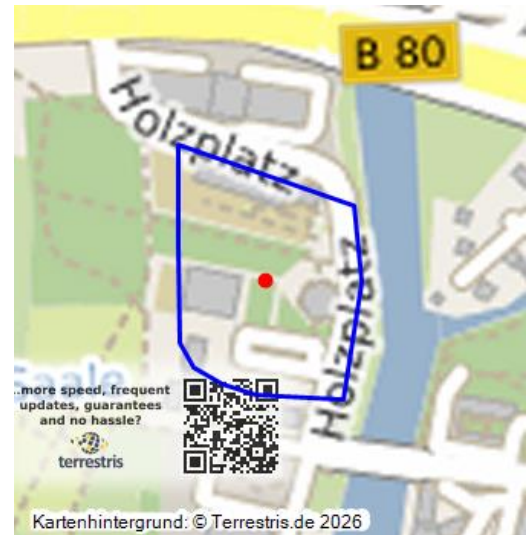 B 80
Holzplatz
Holzplatz
Saale
...more speed, frequent
updates, guarantees
and no hassle?
terrestris
Kartenhintergrund: © Terrestris.de 2026